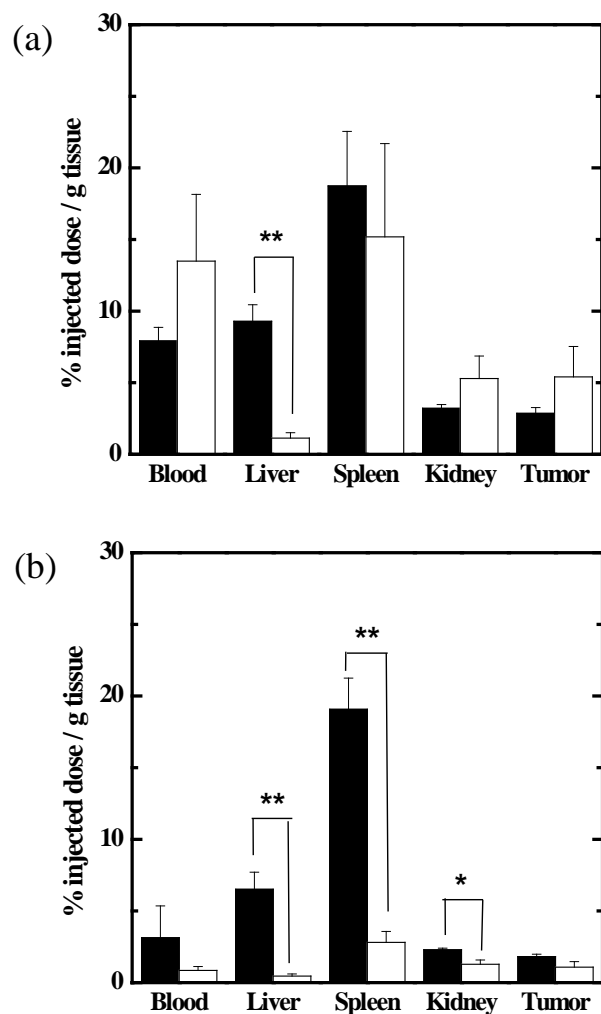 (a)
30
20
10
0
% injected dose / g tissue
**
Blood Liver Spleen Kidney Tumor
(b)
30
20
10
0
% injected dose / g tissue
**
**
*
Blood Liver Spleen Kidney Tumor